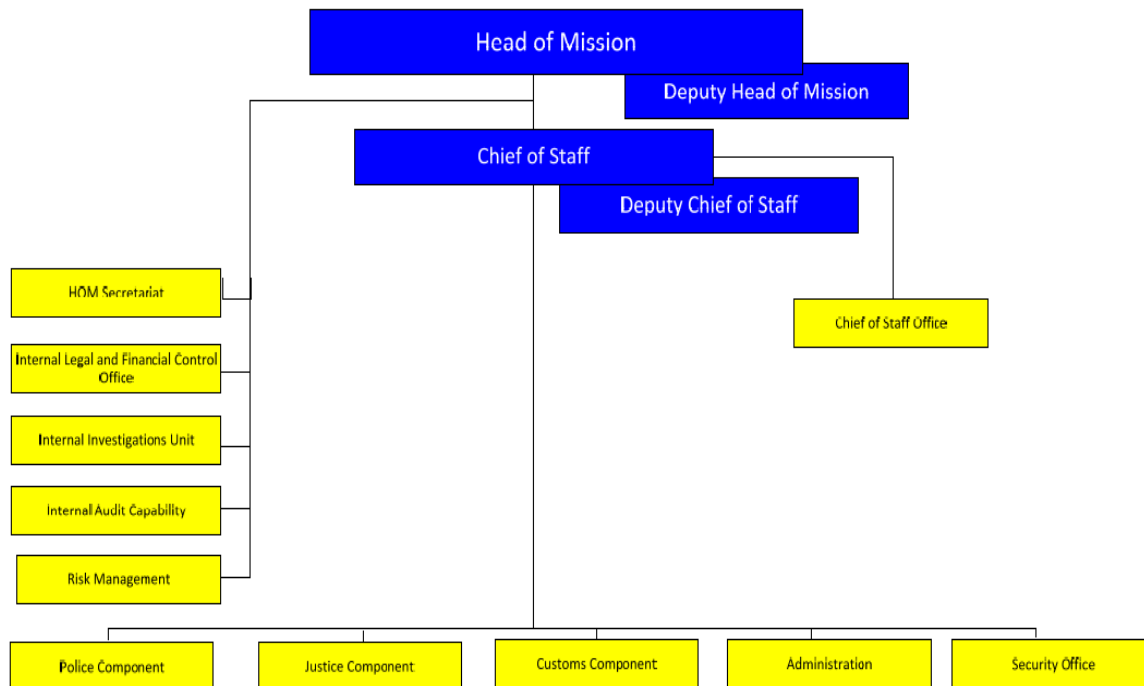 Head of Mission
Deputy Head of Mission
Chief of Staff
Deputy Chief of Staff
HOM Secretariat
Chief of Staff Office
Internal Legal and Financial Control
Office
Internal Investigations Unit
Internal Audit Capability
Risk Management
Police Component
Justice Component
Customs Component
Administration
Security Office